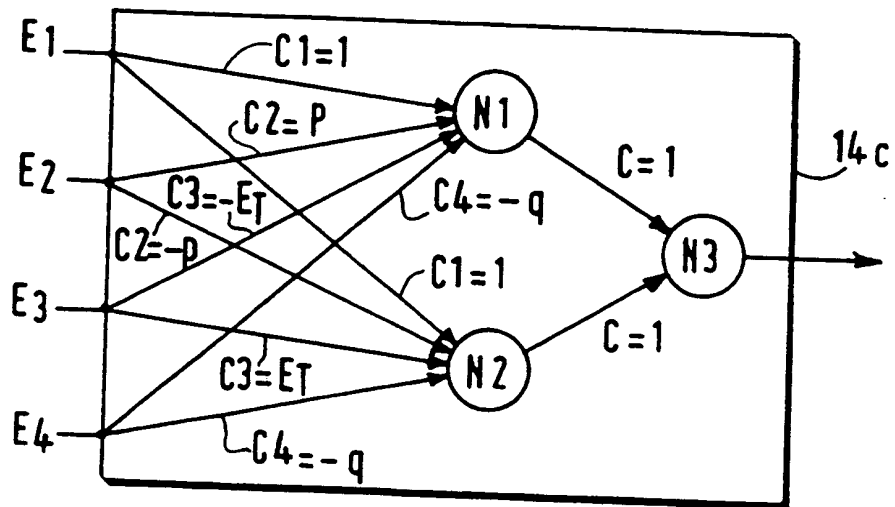 E1
C1=1
N1
C2=P
14c
C=1
E2
C3=-ET
C4=-q
C2=-p
N3
C1=1
E3
C=1
C3=ET
N2
E4
C4=-q